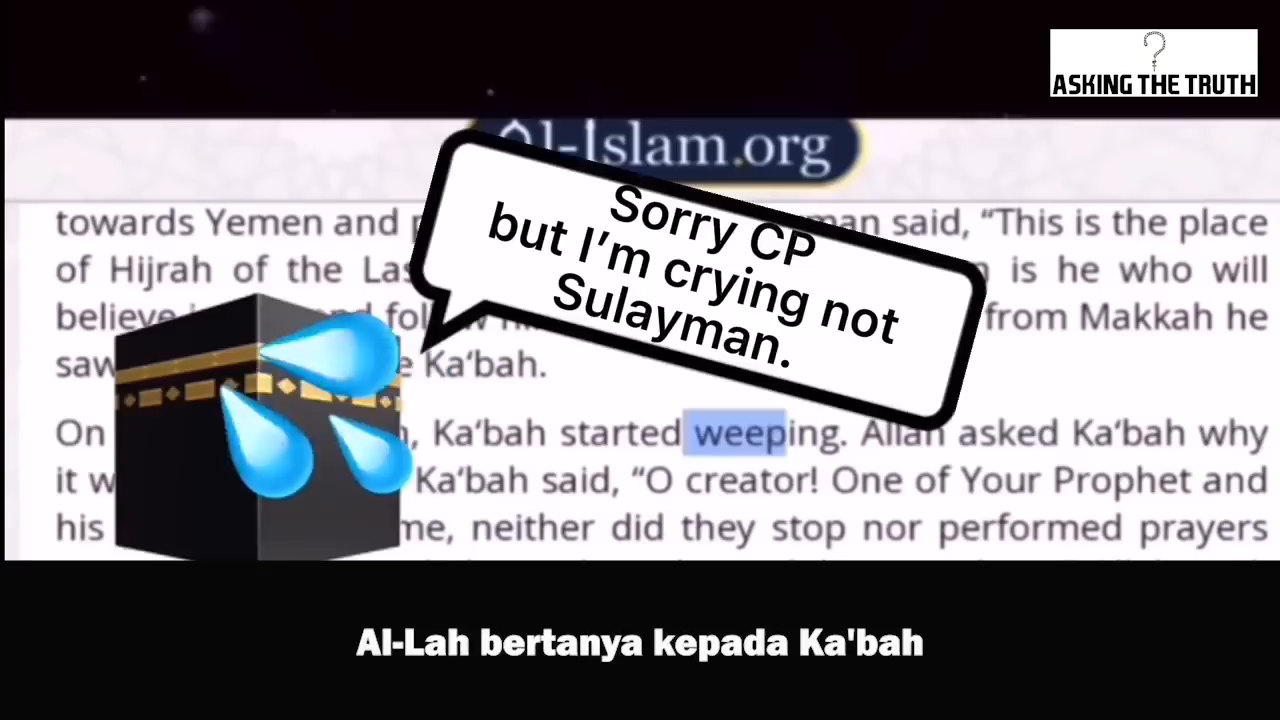 ASKING THE TRUTH
Al-Islam.org
Sorry CP
but I'm crying not
Sulayman.
towards Yemen and said, “This is the place
of Hijrah of the is he who will
believe from Makkah he
saw Ka‘bah.
On Ka‘bah started weeping. Allah asked Ka‘bah why
it Ka‘bah said, “O creator! One of Your Prophet and
his neither did they stop nor performed prayers
Al-Lah bertanya kepada Ka'bah